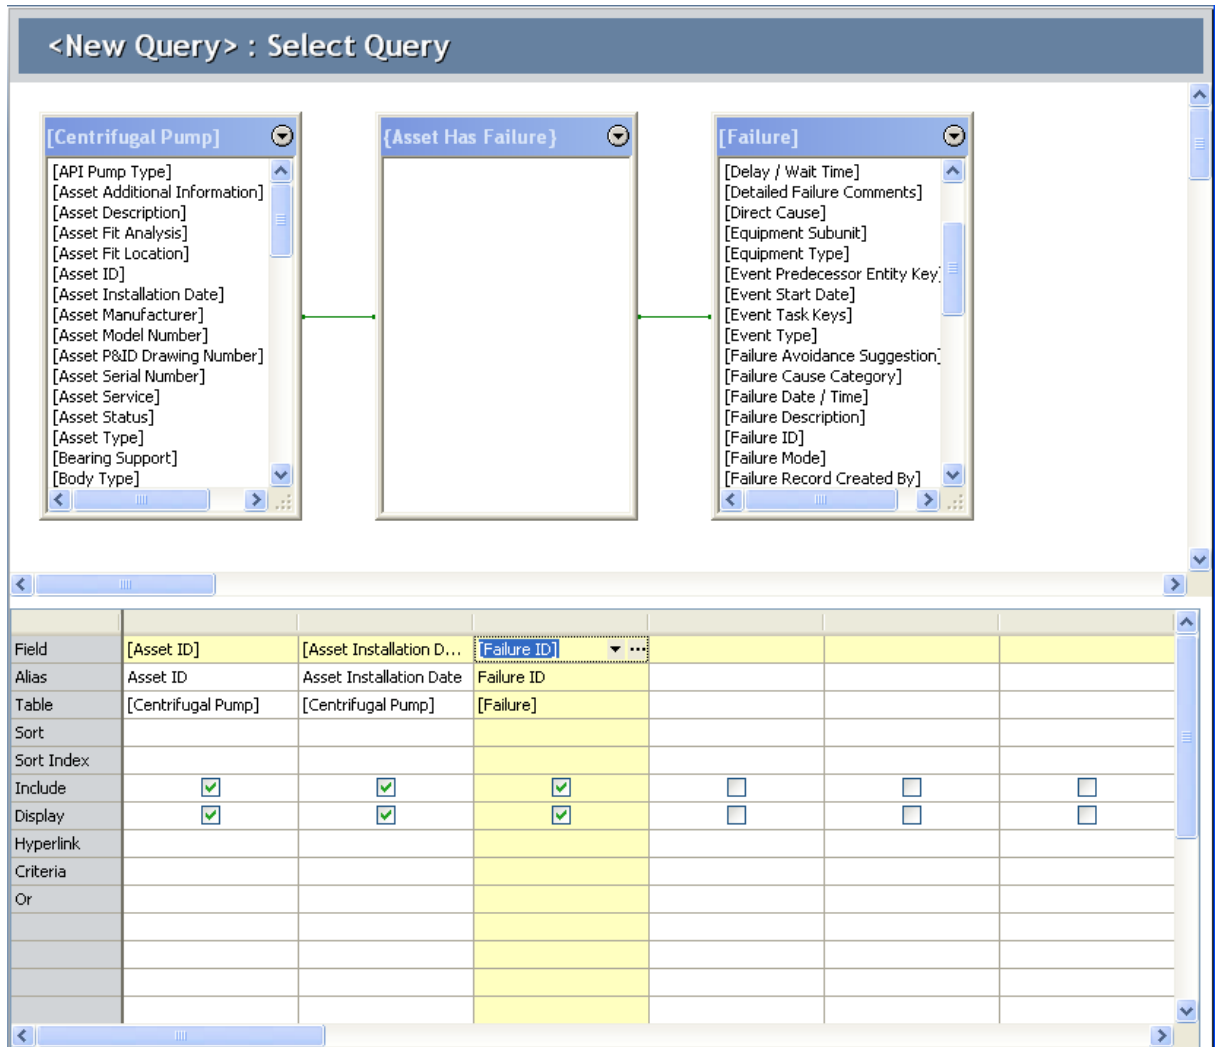 <New Query> : Select Query
[Centrifugal Pump]
[API Pump Type]
[Asset Additional Information]
[Asset Description]
[Asset Fit Analysis]
[Asset Fit Location]
[Asset ID]
[Asset Installation Date]
[Asset Manufacturer]
[Asset Model Number]
[Asset P&ID Drawing Number]
[Asset Serial Number]
[Asset Service]
[Asset Status]
[Asset Type]
[Bearing Support]
[Body Type]
{Asset Has Failure}
[Failure]
[Delay / Wait Time]
[Detailed Failure Comments]
[Direct Cause]
[Equipment Subunit]
[Equipment Type]
[Event Predecessor Entity Key]
[Event Start Date]
[Event Task Keys]
[Event Type]
[Failure Avoidance Suggestion]
[Failure Cause Category]
[Failure Date / Time]
[Failure Description]
[Failure ID]
[Failure Mode]
[Failure Record Created By]
Field [Asset ID] [Asset Installation D... [Failure ID] ...
Alias Asset ID Asset Installation Date Failure ID
Table [Centrifugal Pump] [Centrifugal Pump] [Failure]
Sort
Sort Index
Include
Display
Hyperlink
Criteria
Or